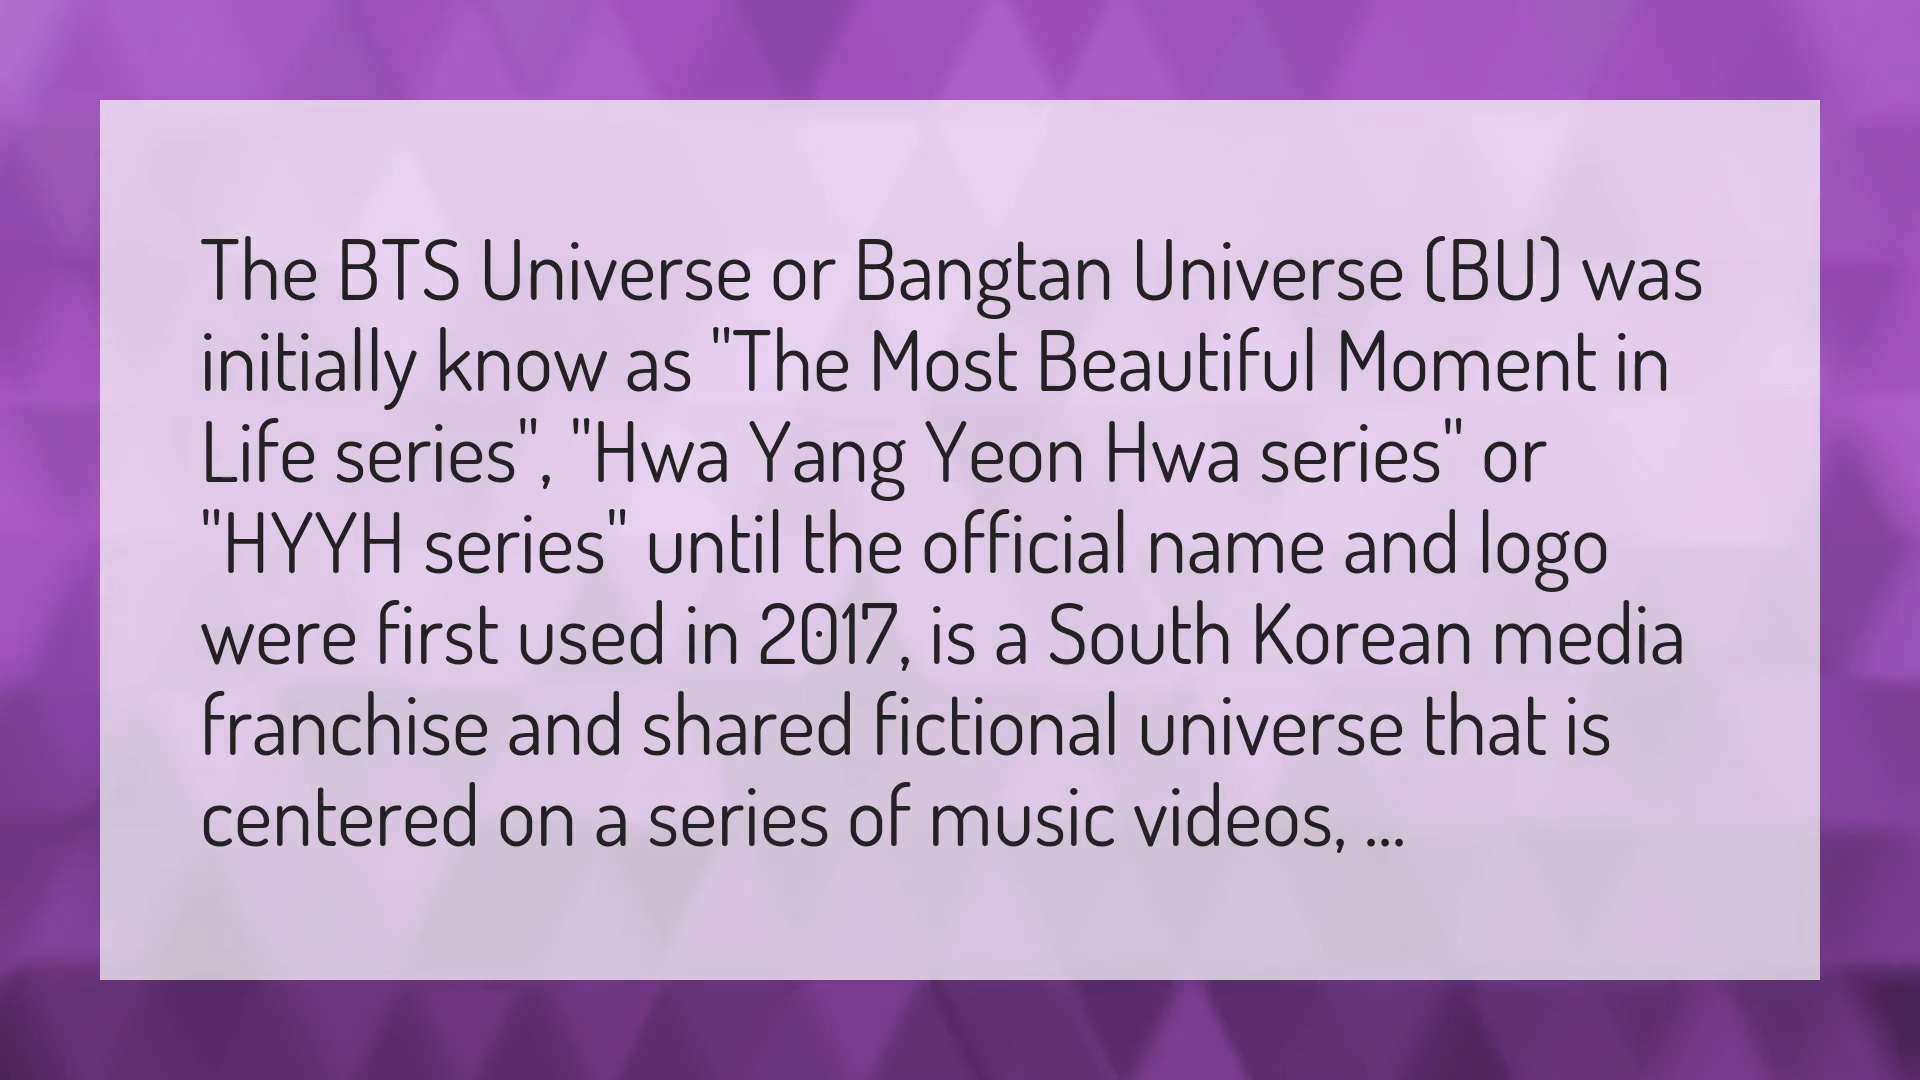 The BTS Universe or Bangtan Universe (BU) was
initially know as "The Most Beautiful Moment in
Life series", "Hwa Yang Yeon Hwa series" or
"HYYH series" until the official name and logo
were first used in 2017, is a South Korean media
franchise and shared fictional universe that is
centered on a series of music videos, ...